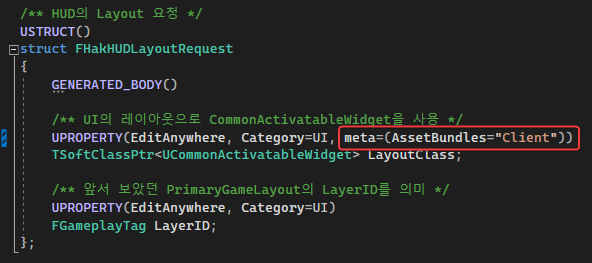 /** HUD의 Layout 요청 */
USTRUCT()
struct FHakHUDLayoutRequest
{
GENERATED_BODY()
/** UI의 레이아웃으로 CommonActivatableWidget을 사용 */
UPROPERTY(EditAnywhere, Category=UI, meta=(AssetBundles="Client"))
TSoftClassPtr<UCommonActivatableWidget> LayoutClass;
/** 앞서 보았던 PrimaryGameLayout의 LayerID를 의미 */
UPROPERTY(EditAnywhere, Category=UI)
FGameplayTag LayerID;
};